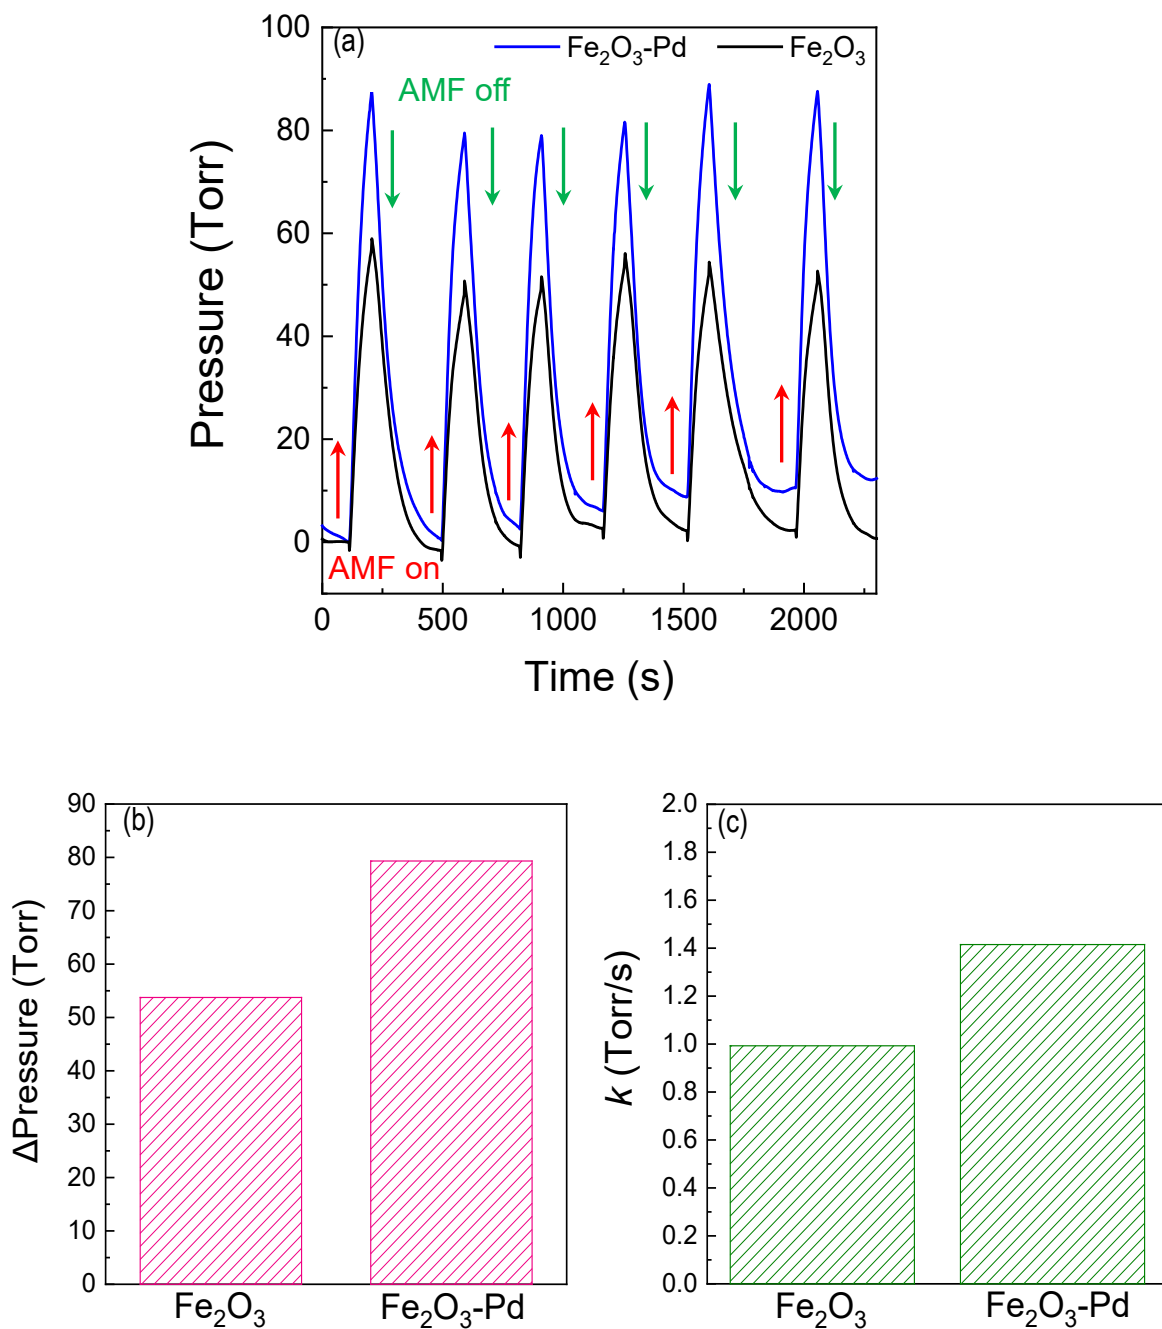 (a)
Fe₂O₃-Pd
Fe₂O₃
AMF off
AMF on
100
80
60
40
20
0
Pressure (Torr)
0 500 1000 1500 2000
Time (s)
(b)
90
80
70
60
50
40
30
20
10
0
ΔPressure (Torr)
Fe₂O₃ Fe₂O₃-Pd
(c)
2.0
1.8
1.6
1.4
1.2
1.0
0.8
0.6
0.4
0.2
0.0
k (Torr/s)
Fe₂O₃ Fe₂O₃-Pd